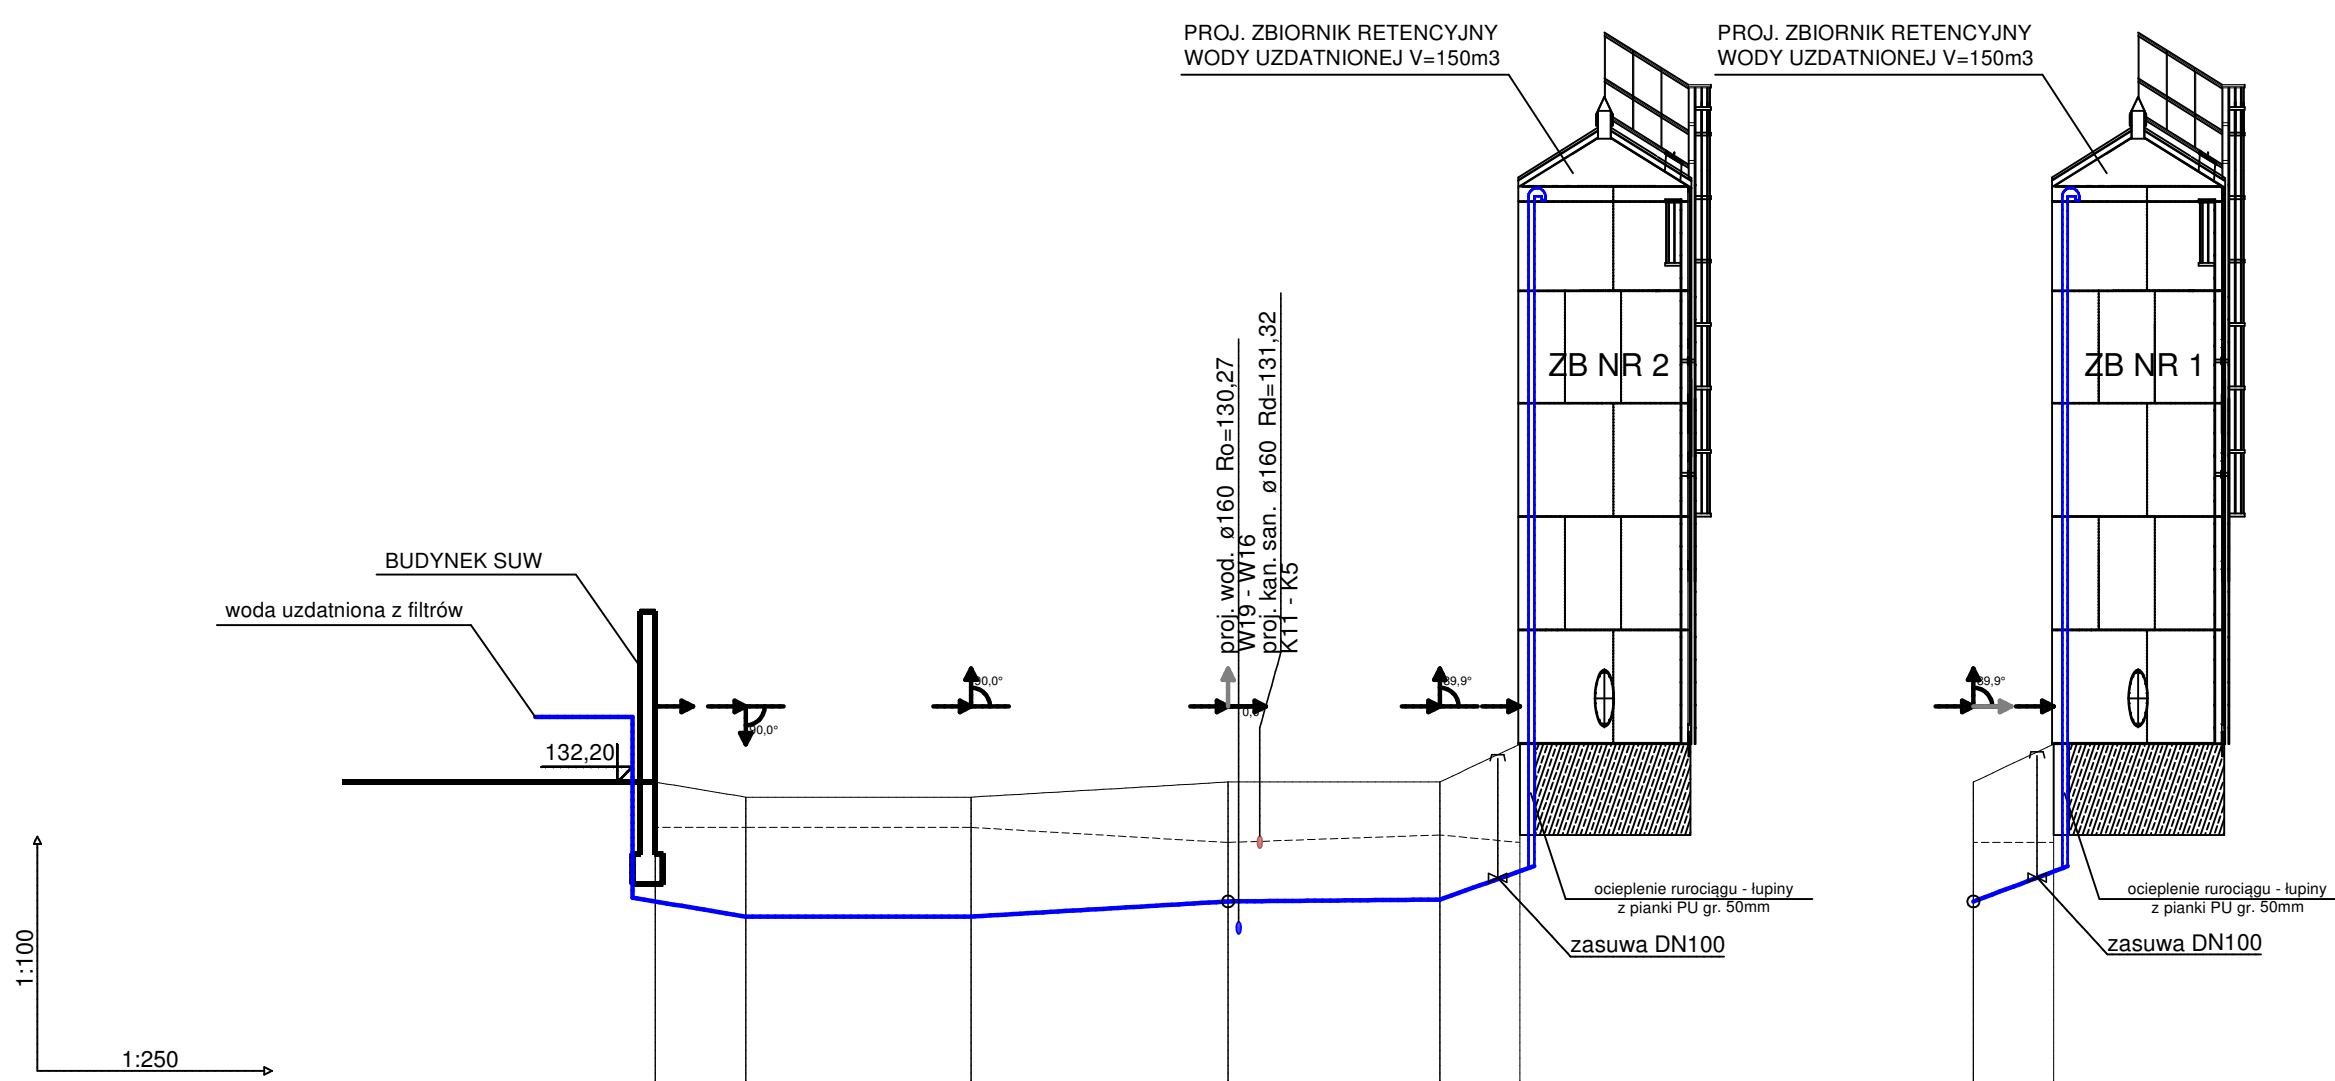 PROJ. ZBIORNIK RETENCYJNY
WODY UZDATNIONEJ V=150m3
PROJ. ZBIORNIK RETENCYJNY
WODY UZDATNIONEJ V=150m3
ZB NR 2
ZB NR 1
proj. wod. ø160 Ro=130,27
W19 - W16
proj. kan. san. ø160 Rd=131,32
K11 - K5
BUDYNEK SUW
woda uzdatniona z filtrów
90,0°
90,0°
0,0°
89,9°
89,9°
132,20
ocieplenie rurociągu - łupiny
z pianki PU gr. 50mm
zasuwa DN100
ocieplenie rurociągu - łupiny
z pianki PU gr. 50mm
zasuwa DN100
1:100
1:250